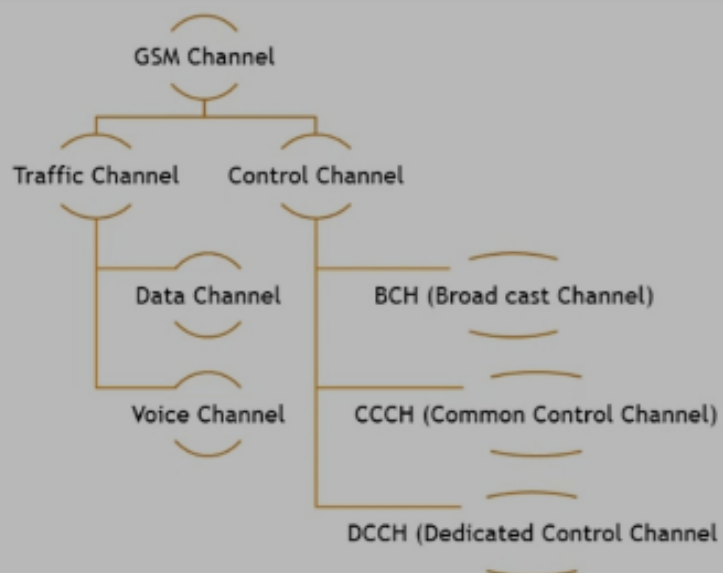 GSM Channel
Traffic Channel
Control Channel
Data Channel
BCH (Broad cast Channel)
Voice Channel
CCCH (Common Control Channel)
DCCH (Dedicated Control Channel